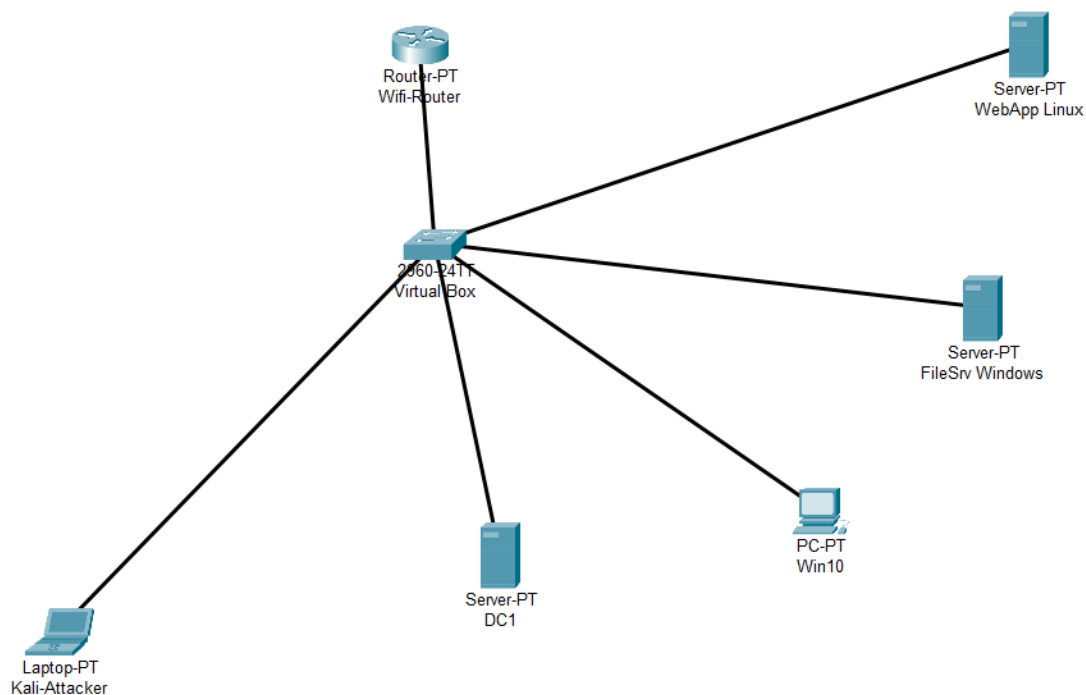 Router-PT
Wifi-Router
Server-PT
WebApp Linux
2960-24TT
Virtual Box
Server-PT
FileSrv Windows
PC-PT
Win10
Server-PT
DC1
Laptop-PT
Kali-Attacker